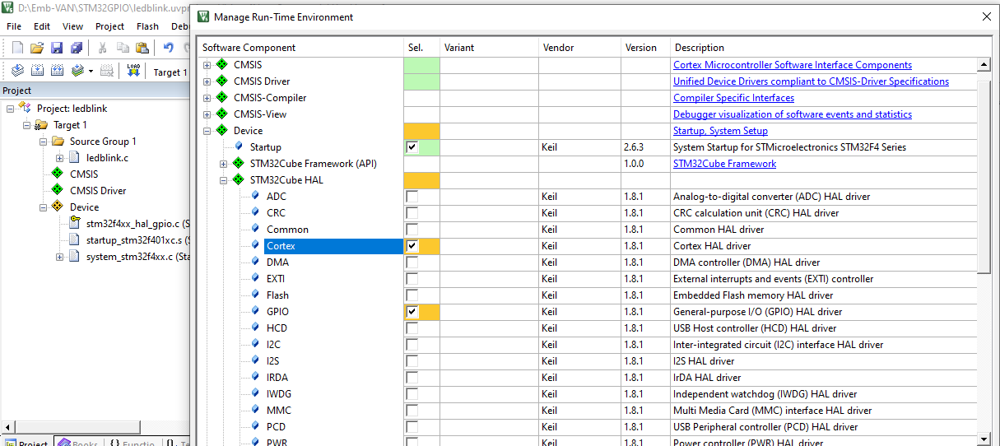 D:\Emb-VAN\STM32GPIO\ledblink.uvpr
File Edit View Project Flash Deb
LOAD
Target 1
Project
Project: ledblink
Target 1
Source Group 1
ledblink.c
CMSIS
CMSIS Driver
Device
stm32f4xx_hal_gpio.c (S
startup_stm32f401xc.s (S
system_stm32f4xx.c (Sta
Project Books {} Functio
Manage Run-Time Environment
Software Component Sel. Variant Vendor Version Description
CMSIS Cortex Microcontroller Software Interface Components
CMSIS Driver Unified Device Drivers compliant to CMSIS-Driver Specifications
CMSIS-Compiler Compiler Specific Interfaces
CMSIS-View Debugger visualization of software events and statistics
Device Startup, System Setup
Startup Keil 2.6.3 System Startup for STMicroelectronics STM32F4 Series
STM32Cube Framework (API) 1.0.0 STM32Cube Framework
STM32Cube HAL
ADC Keil 1.8.1 Analog-to-digital converter (ADC) HAL driver
CRC Keil 1.8.1 CRC calculation unit (CRC) HAL driver
Common Keil 1.8.1 Common HAL driver
Cortex Keil 1.8.1 Cortex HAL driver
DMA Keil 1.8.1 DMA controller (DMA) HAL driver
EXTI Keil 1.8.1 External interrupts and events (EXTI) controller
Flash Keil 1.8.1 Embedded Flash memory HAL driver
GPIO Keil 1.8.1 General-purpose I/O (GPIO) HAL driver
HCD Keil 1.8.1 USB Host controller (HCD) HAL driver
I2C Keil 1.8.1 Inter-integrated circuit (I2C) interface HAL driver
I2S Keil 1.8.1 I2S HAL driver
IRDA Keil 1.8.1 IrDA HAL driver
IWDG Keil 1.8.1 Independent watchdog (IWDG) HAL driver
MMC Keil 1.8.1 Multi Media Card (MMC) interface HAL driver
PCD Keil 1.8.1 USB Peripheral controller (PCD) HAL driver
PWR Keil 1.8.1 Power controller (PWR) HAL driver